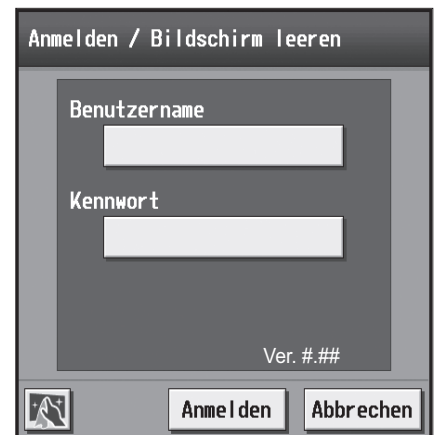 Anmelden / Bildschirm leeren
Benutzername
Kennwort
Ver. #.##
Anmelden Abbrechen